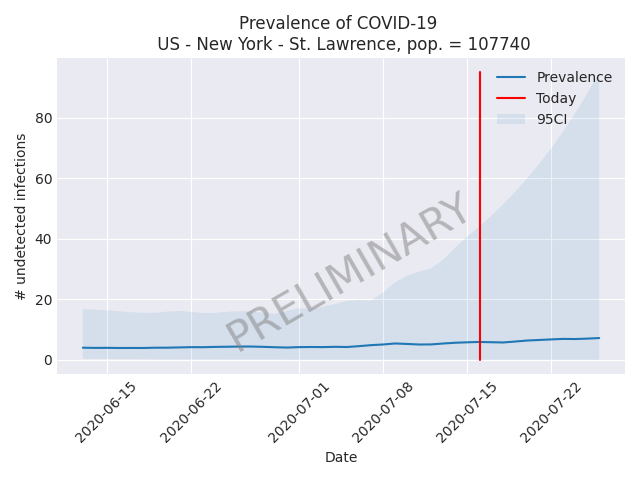 Prevalence of COVID-19
US - New York - St. Lawrence, pop. = 107740
Prevalence
Today
95CI
80
60
40
20
0
# undetected infections
PRELIMINARY
2020-06-15
2020-06-22
2020-07-01
2020-07-08
2020-07-15
2020-07-22
Date